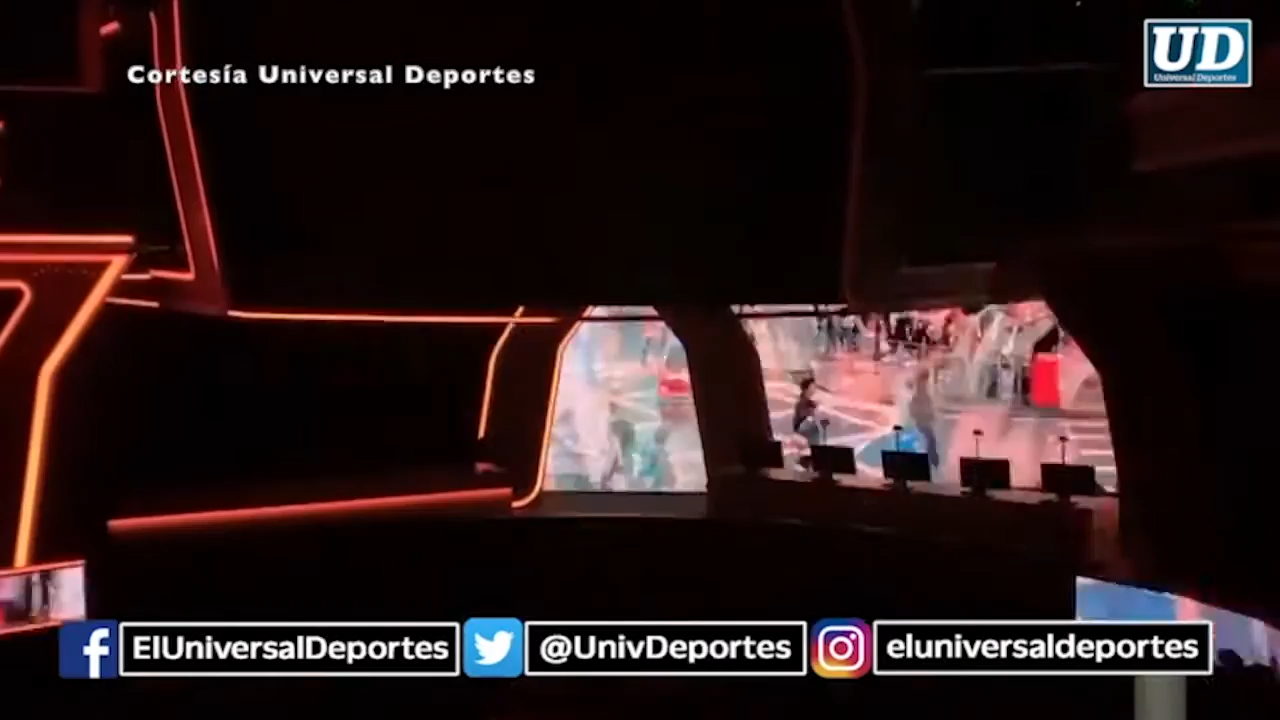 Cortesía Universal Deportes
UD
Universal Deportes
ElUniversalDeportes
@UnivDeportes
eluniversaldeportes